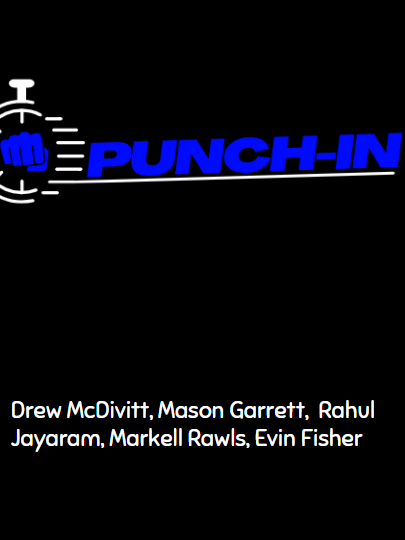 PUNCH-IN
Drew McDivitt, Mason Garrett, Rahul
Jayaram, Markell Rawls, Evin Fisher